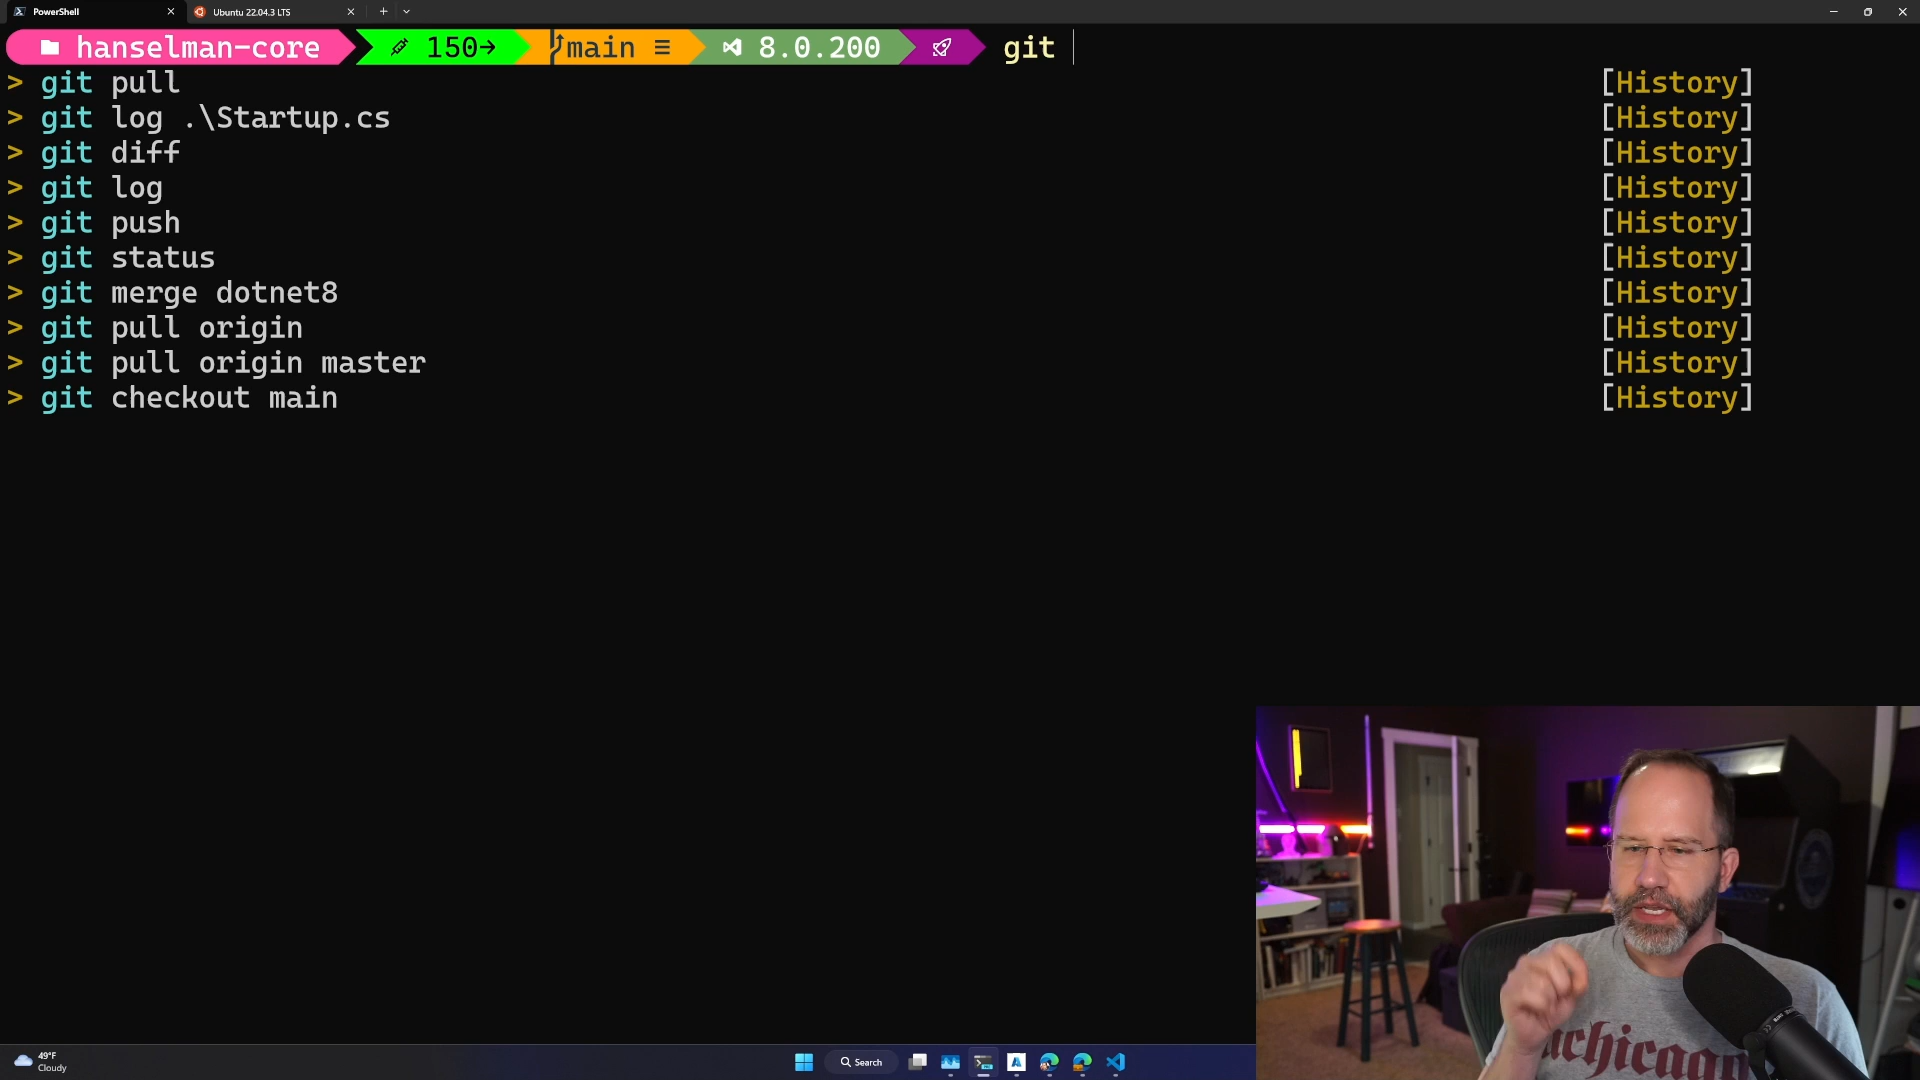 PowerShell
Ubuntu 22.04.3 LTS
hanselman-core 150→ main ≡ 8.0.200 git
> git pull [History]
> git log .\Startup.cs [History]
> git diff [History]
> git log [History]
> git push [History]
> git status [History]
> git merge dotnet8 [History]
> git pull origin [History]
> git pull origin master [History]
> git checkout main [History]
49°F
Cloudy
Search